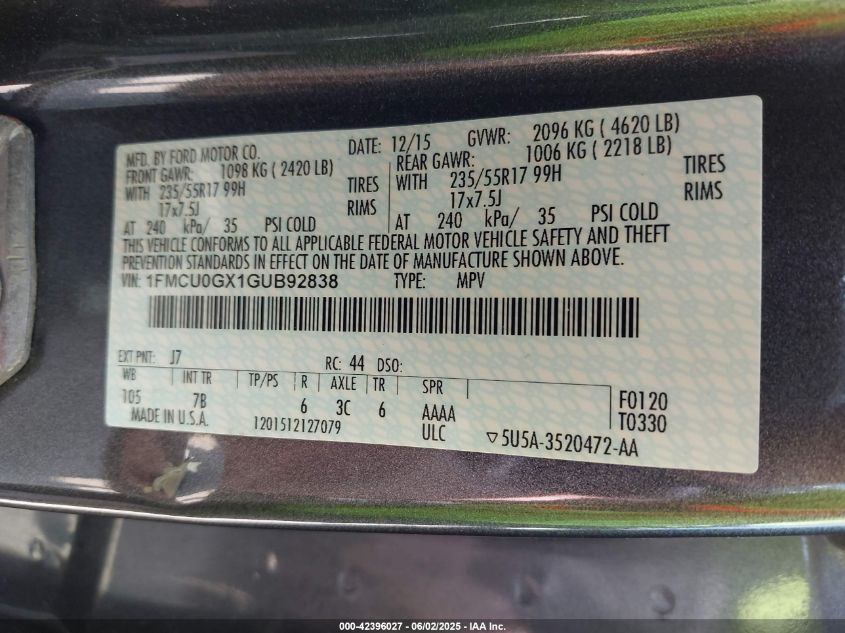 MFD. BY FORD MOTOR CO. DATE: 12/15 GVWR: 2096 KG ( 4620 LB)
FRONT GAWR: 1098 KG ( 2420 LB) REAR GAWR: 1006 KG ( 2218 LB)
WITH 235/55R17 99H TIRES WITH 235/55R17 99H TIRES
17x7.5J RIMS 17x7.5J RIMS
AT 240 kPa/ 35 PSI COLD AT 240 kPa/ 35 PSI COLD
THIS VEHICLE CONFORMS TO ALL APPLICABLE FEDERAL MOTOR VEHICLE SAFETY AND THEFT
PREVENTION STANDARDS IN EFFECT ON THE DATE OF MANUFACTURE SHOWN ABOVE.
VIN: 1FMCU0GX1GUB92838 TYPE: MPV
EXT PNT: J7 RC: 44 DSO:
WB INT TR TP/PS R AXLE TR SPR
105 7B 6 3C 6 AAAA F0120
MADE IN U.S.A. 1201512127079 ULC ▽5U5A-3520472-AA T0330
000-42396027 - 06/02/2025 - IAA Inc.